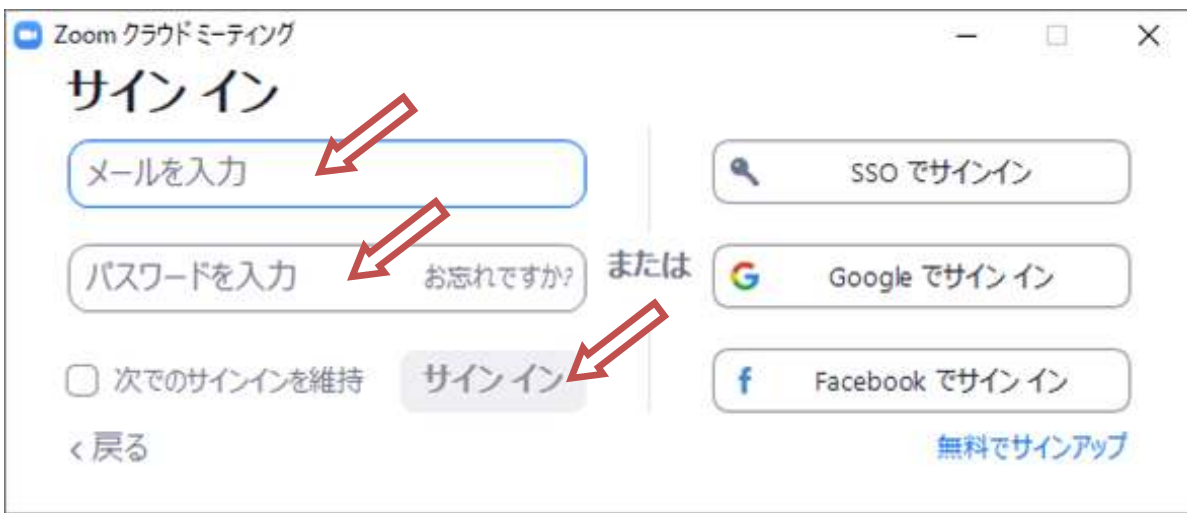 Zoom クラウド ミーティング
サイン イン
メールを入力
パスワードを入力 お忘れですか?
次でのサインインを維持 サイン イン
<戻る
または
SSO でサインイン
Google でサイン イン
Facebook でサイン イン
無料でサインアップ